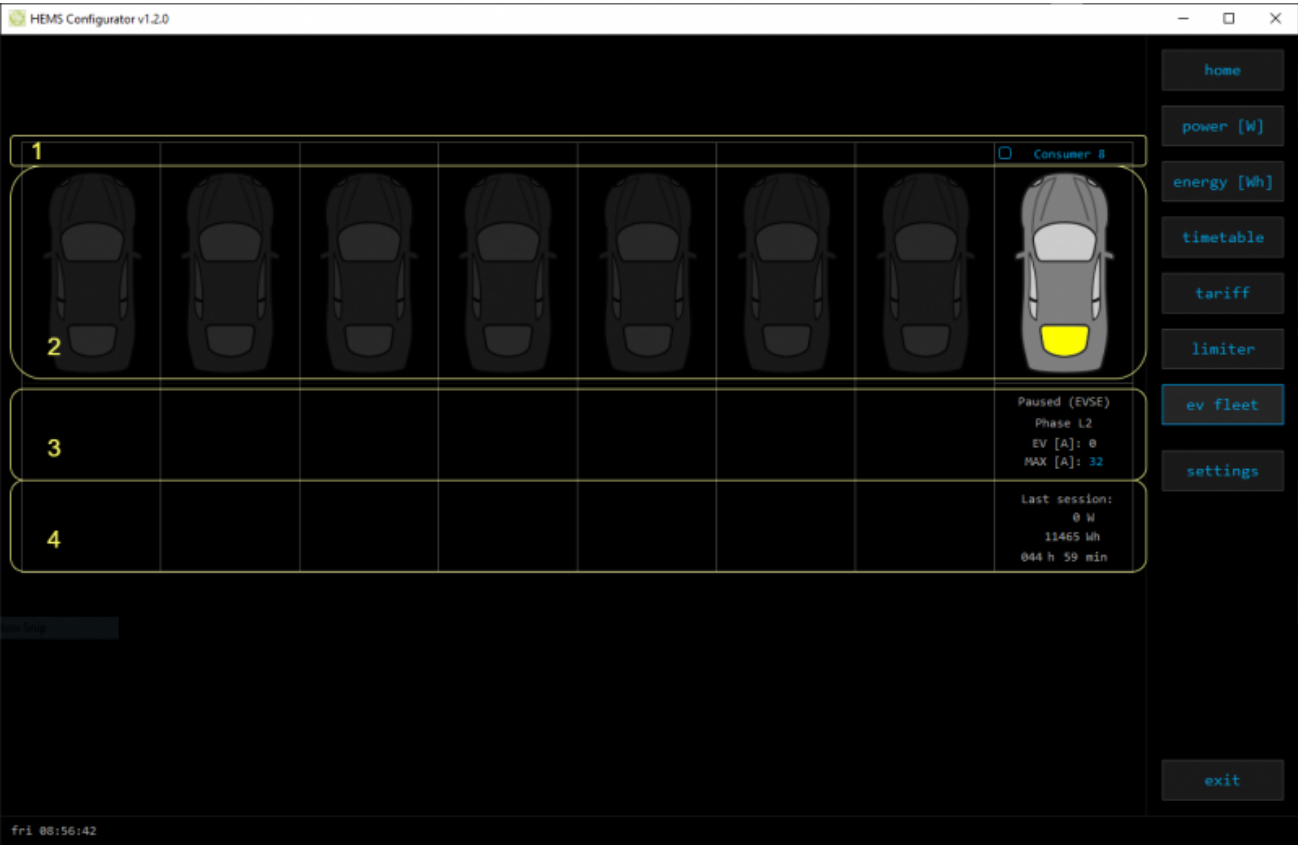 HEMS Configurator v1.2.0
home
power [W]
energy [Wh]
timetable
tariff
limiter
ev fleet
settings
exit
1
Consumer 8
2
3
Paused (EVSE)
Phase L2
EV [A]: 0
MAX [A]: 32
4
Last session:
0 W
11465 Wh
044 h 59 min
fri 08:56:42